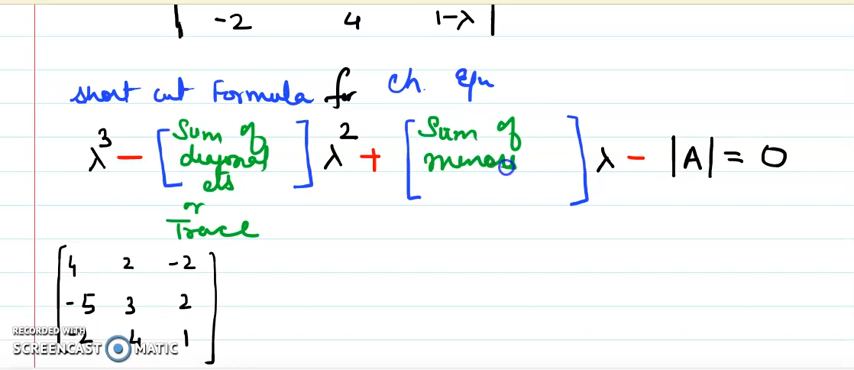 -2 4 1-λ
short cut Formula for Ch. Eqn
λ³ - [Sum of diagonal elts or Trace] λ² + [Sum of minors] λ - |A| = 0
4 2 -2
-5 3 2
-2 4 1
RECORDED WITH
SCREENCAST MATIC